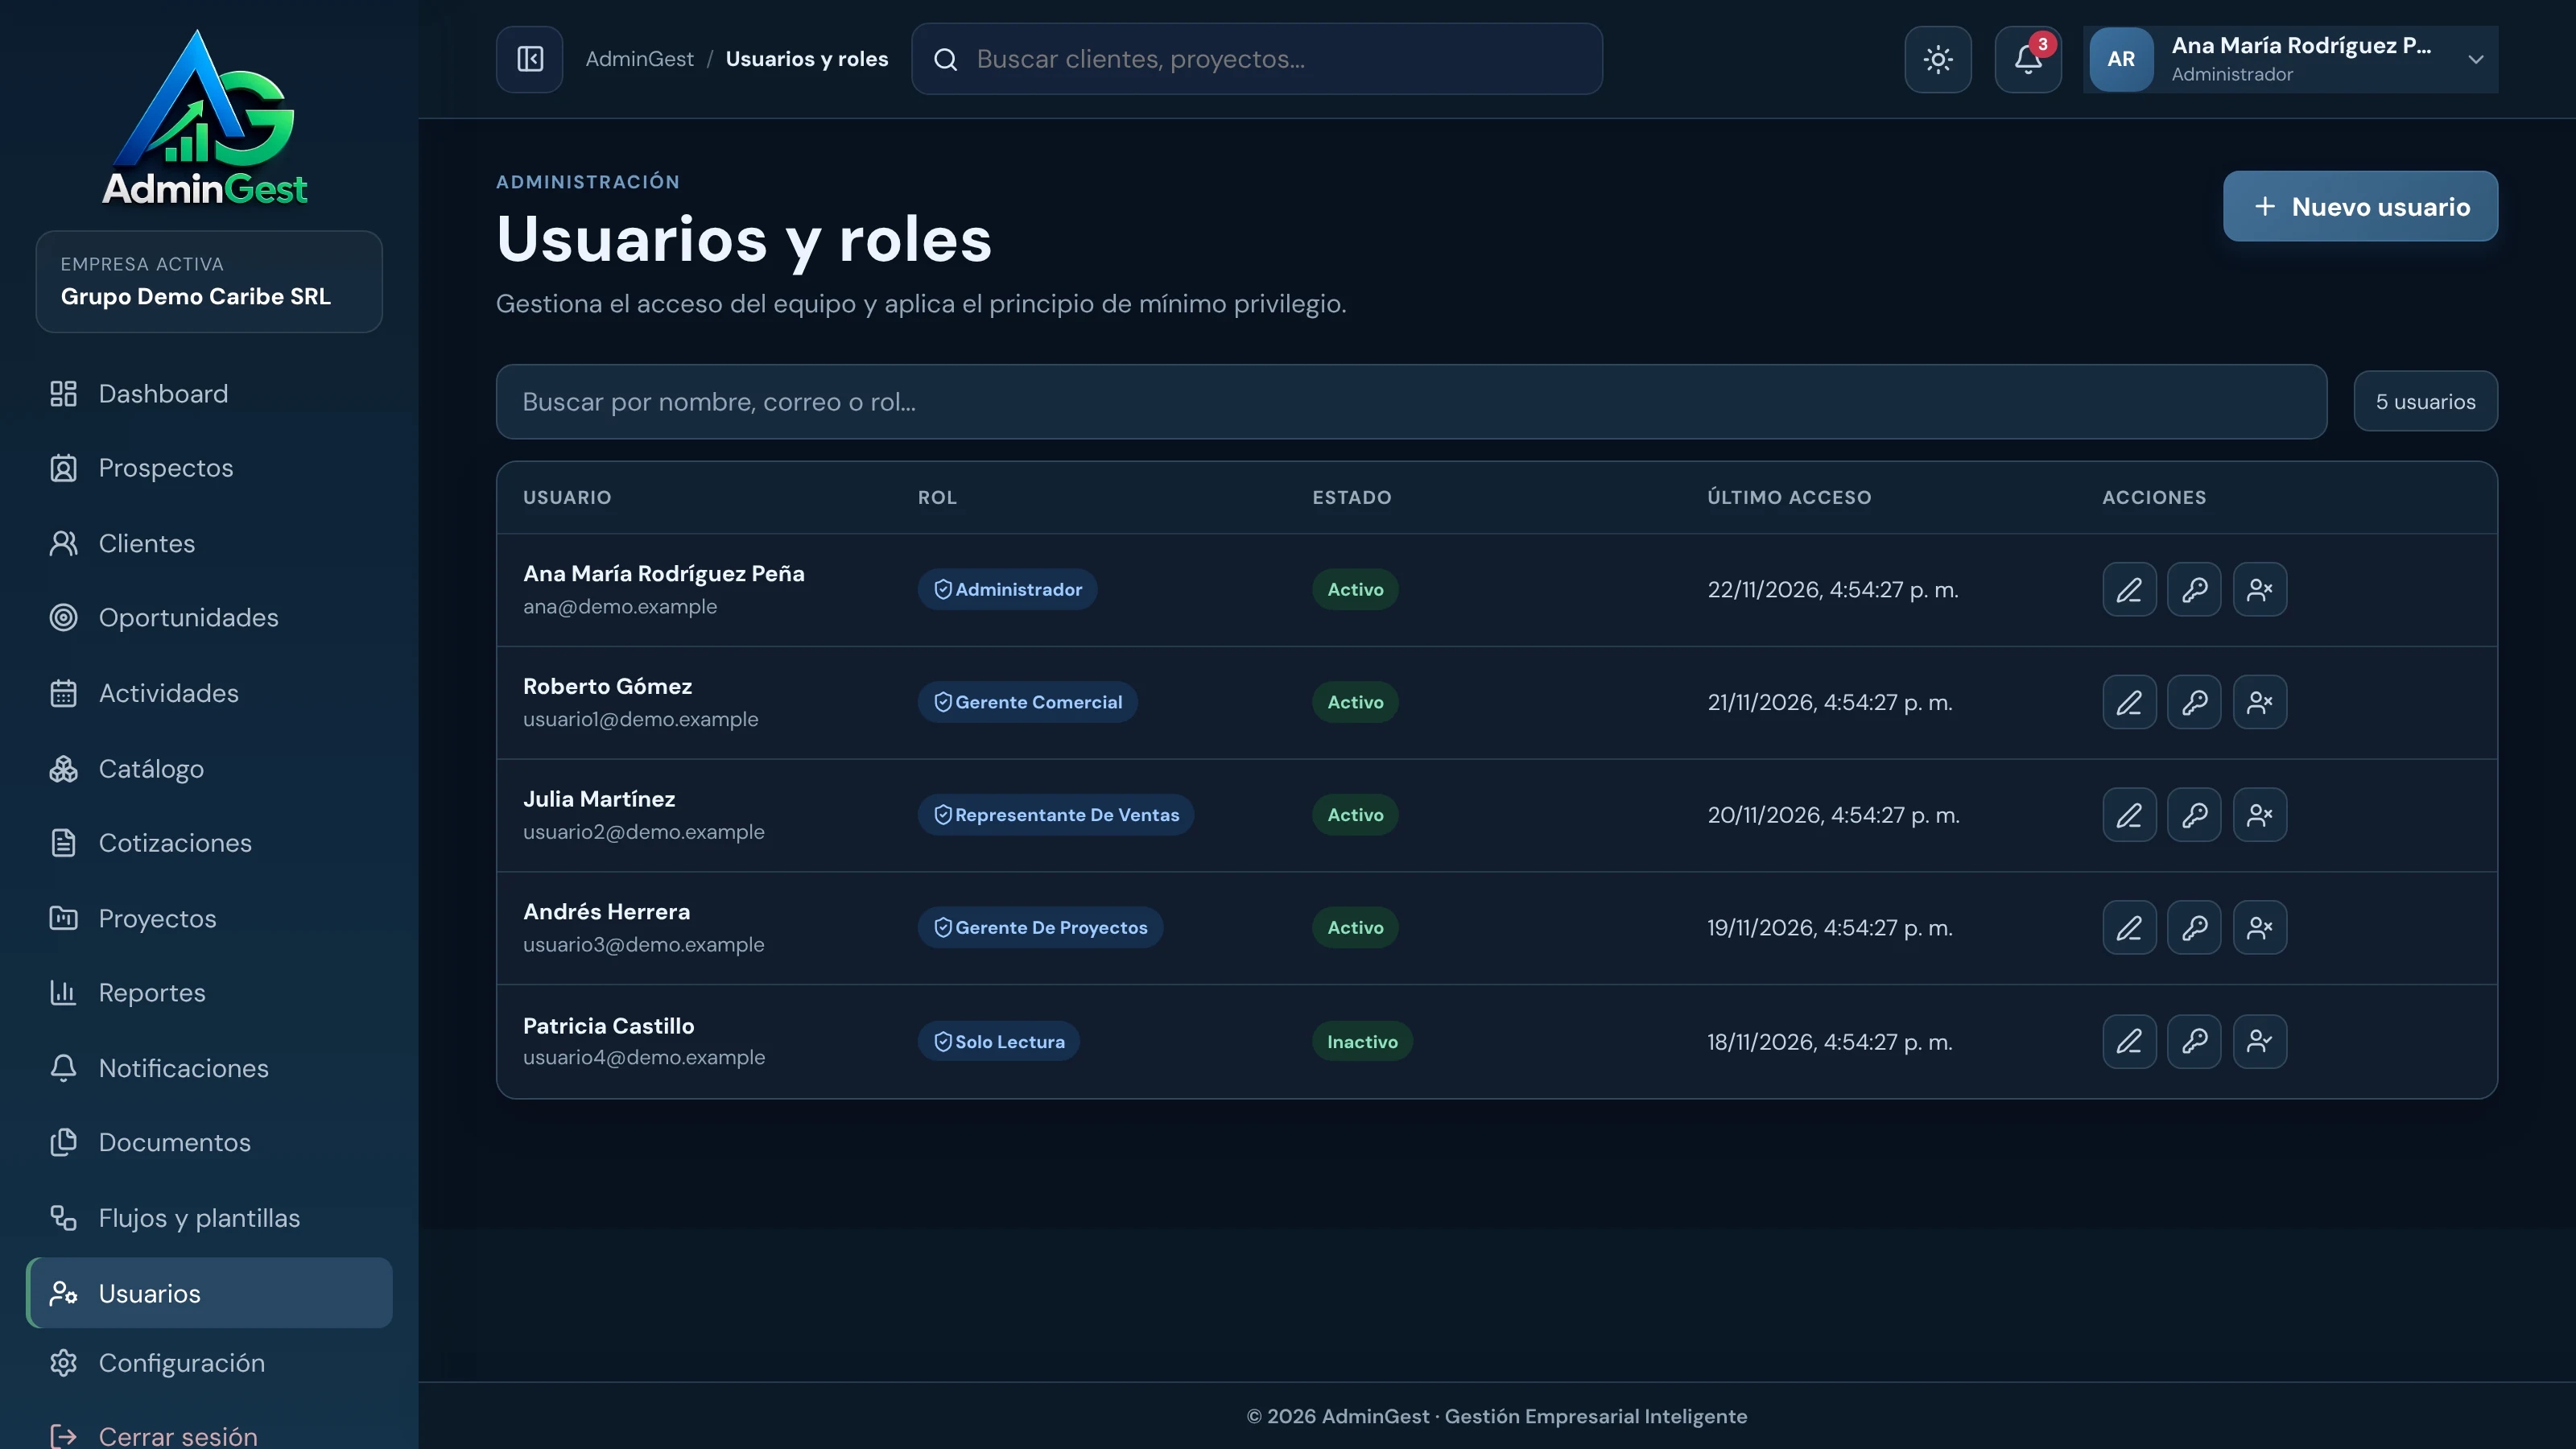 AdminGest
EMPRESA ACTIVA
Grupo Demo Caribe SRL
Dashboard
Prospectos
Clientes
Oportunidades
Actividades
Catálogo
Cotizaciones
Proyectos
Reportes
Notificaciones
Documentos
Flujos y plantillas
Usuarios
Configuración
Cerrar sesión
AdminGest / Usuarios y roles
Buscar clientes, proyectos...
3
AR
Ana María Rodríguez P...
Administrador
ADMINISTRACIÓN
Usuarios y roles
Gestiona el acceso del equipo y aplica el principio de mínimo privilegio.
+ Nuevo usuario
Buscar por nombre, correo o rol...
5 usuarios
USUARIO ROL ESTADO ÚLTIMO ACCESO ACCIONES
Ana María Rodríguez Peña
ana@demo.example
Administrador
Activo
22/11/2026, 4:54:27 p. m.
Roberto Gómez
usuario1@demo.example
Gerente Comercial
Activo
21/11/2026, 4:54:27 p. m.
Julia Martínez
usuario2@demo.example
Representante De Ventas
Activo
20/11/2026, 4:54:27 p. m.
Andrés Herrera
usuario3@demo.example
Gerente De Proyectos
Activo
19/11/2026, 4:54:27 p. m.
Patricia Castillo
usuario4@demo.example
Solo Lectura
Inactivo
18/11/2026, 4:54:27 p. m.
© 2026 AdminGest · Gestión Empresarial Inteligente